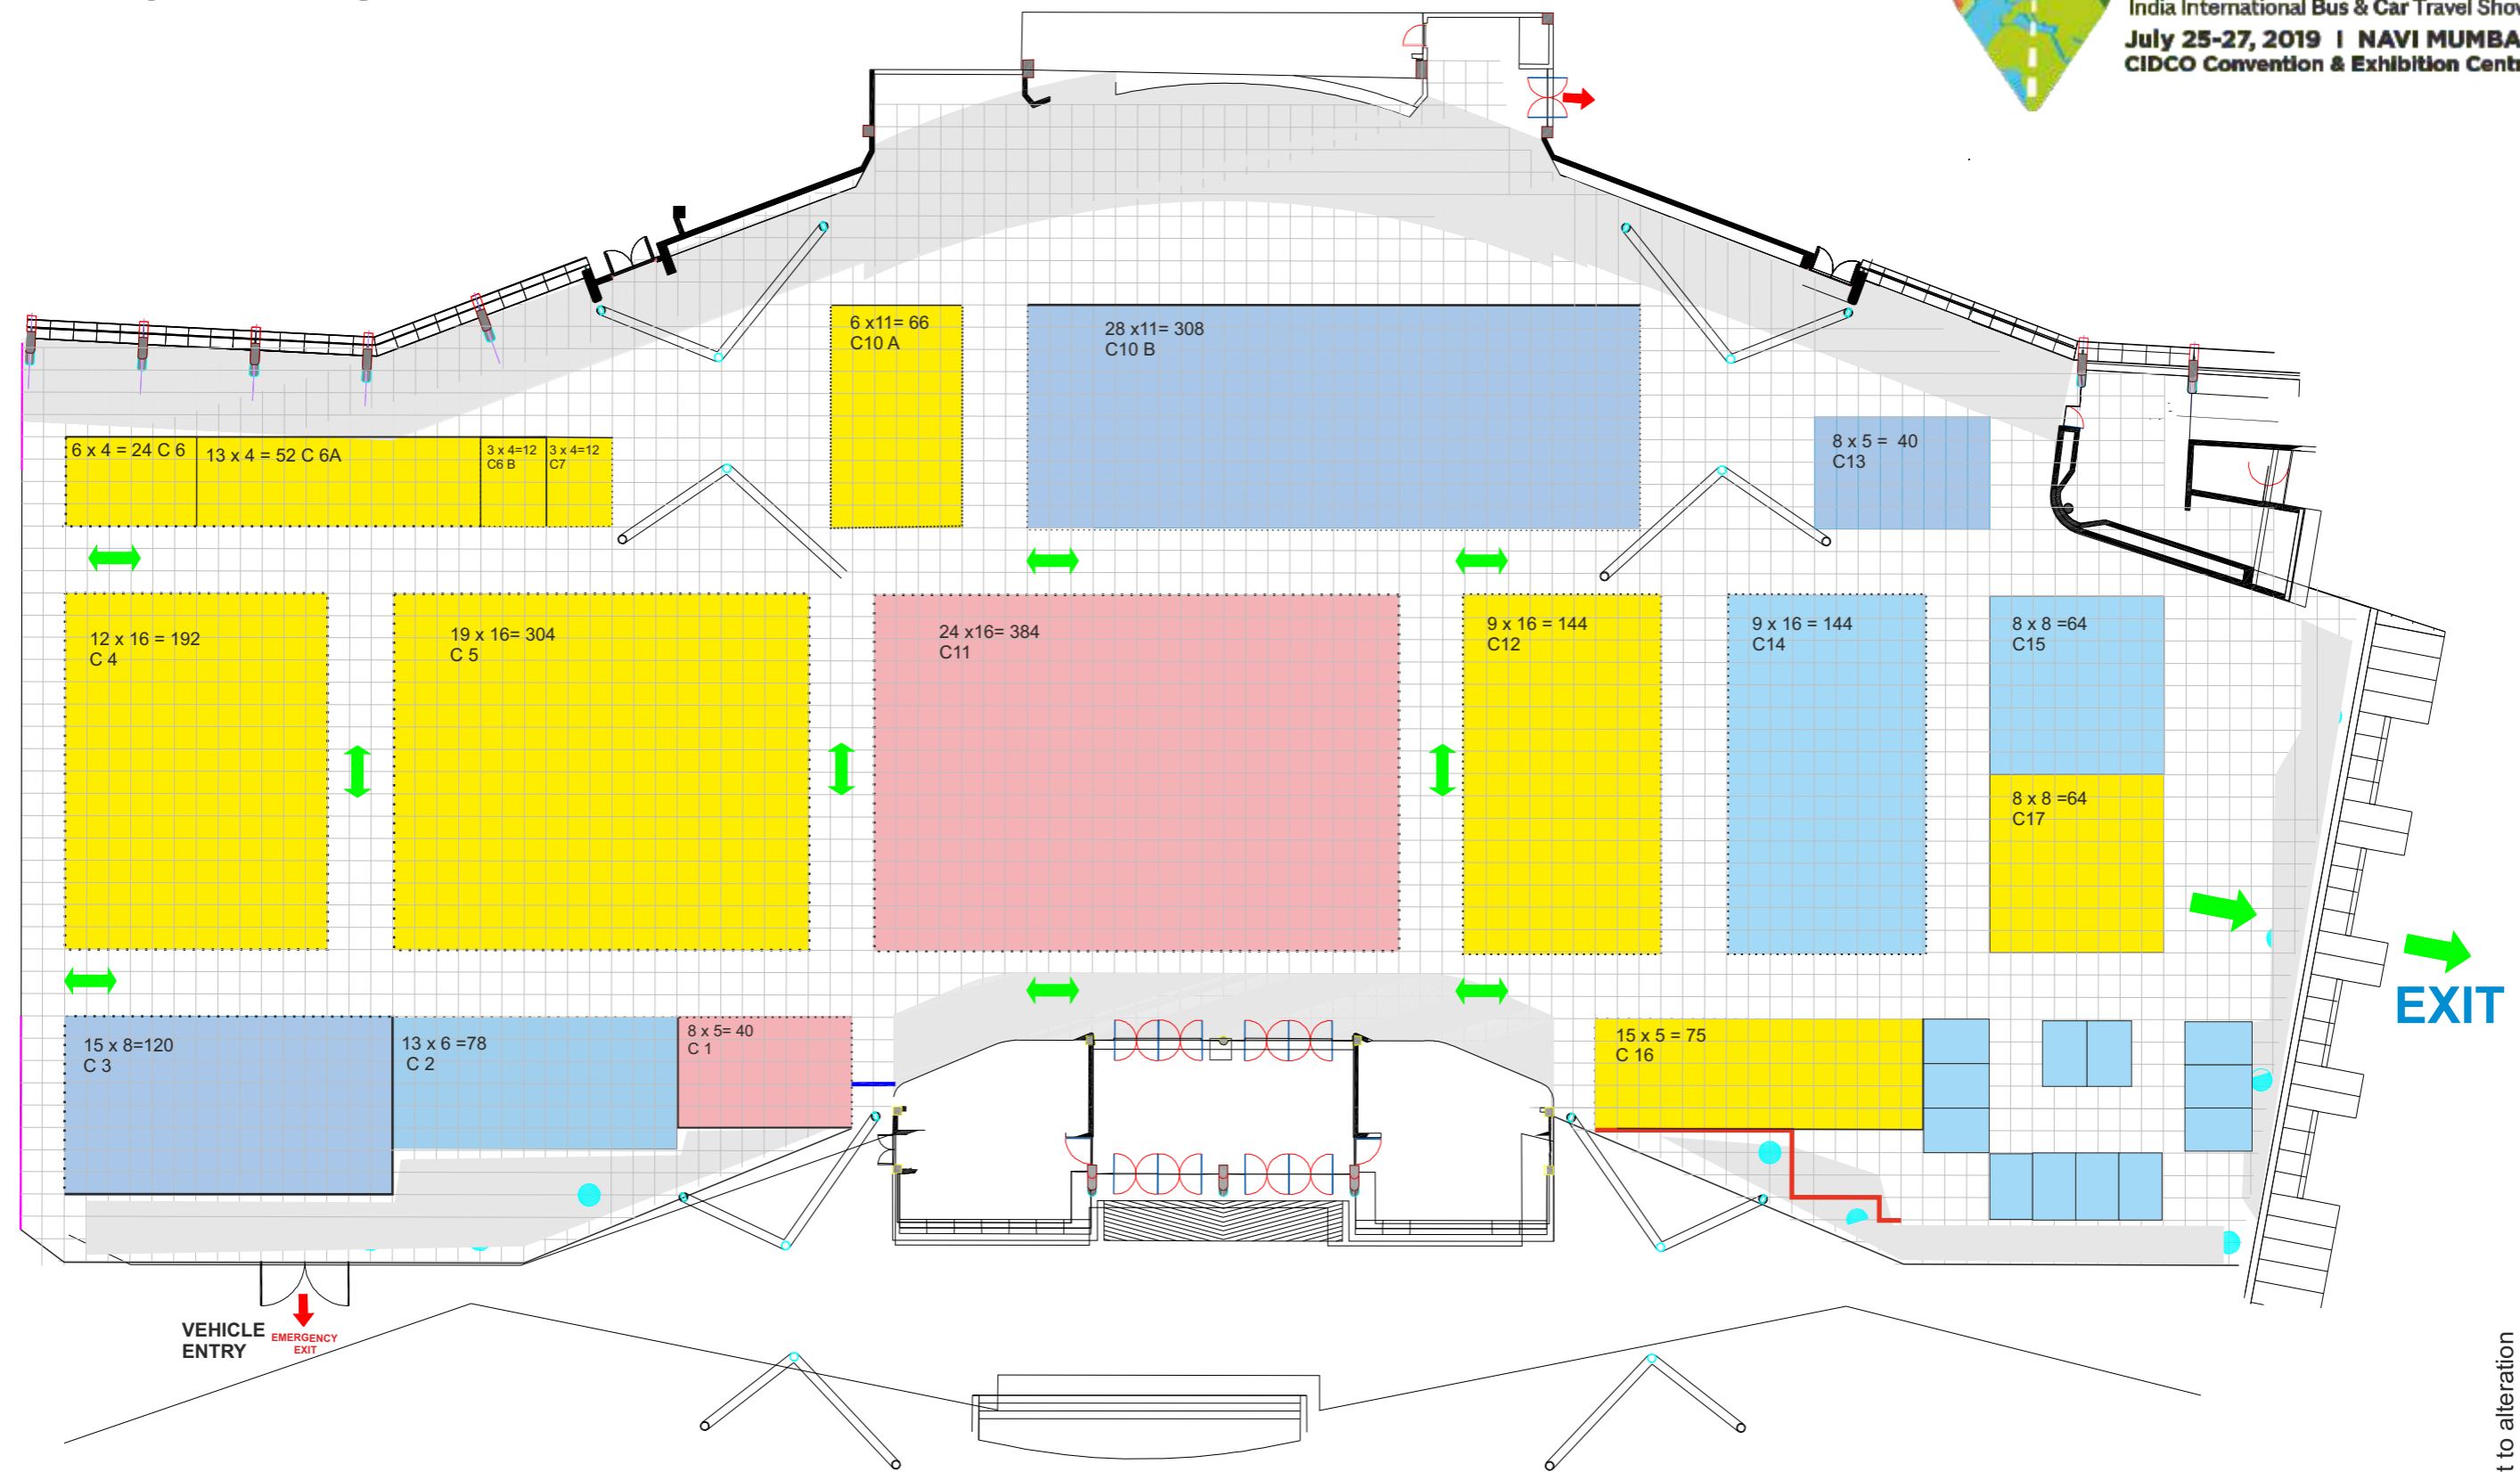 India International Bus & Car Travel Show
July 25-27, 2019 | NAVI MUMBA
CIDCO Convention & Exhibition Centr
6 x11= 66
C10 A
28 x11= 308
C10 B
8 x 5 = 40
C13
6 x 4 = 24 C 6
13 x 4 = 52 C 6A
3 x 4=12
C6 B
3 x 4=12
C7
12 x 16 = 192
C 4
19 x 16= 304
C 5
24 x16= 384
C11
9 x 16 = 144
C12
9 x 16 = 144
C14
8 x 8 =64
C15
8 x 8 =64
C17
EXIT
15 x 8=120
C 3
13 x 6 =78
C 2
8 x 5= 40
C 1
15 x 5 = 75
C 16
VEHICLE
ENTRY
EMERGENCY
EXIT
t to alteration